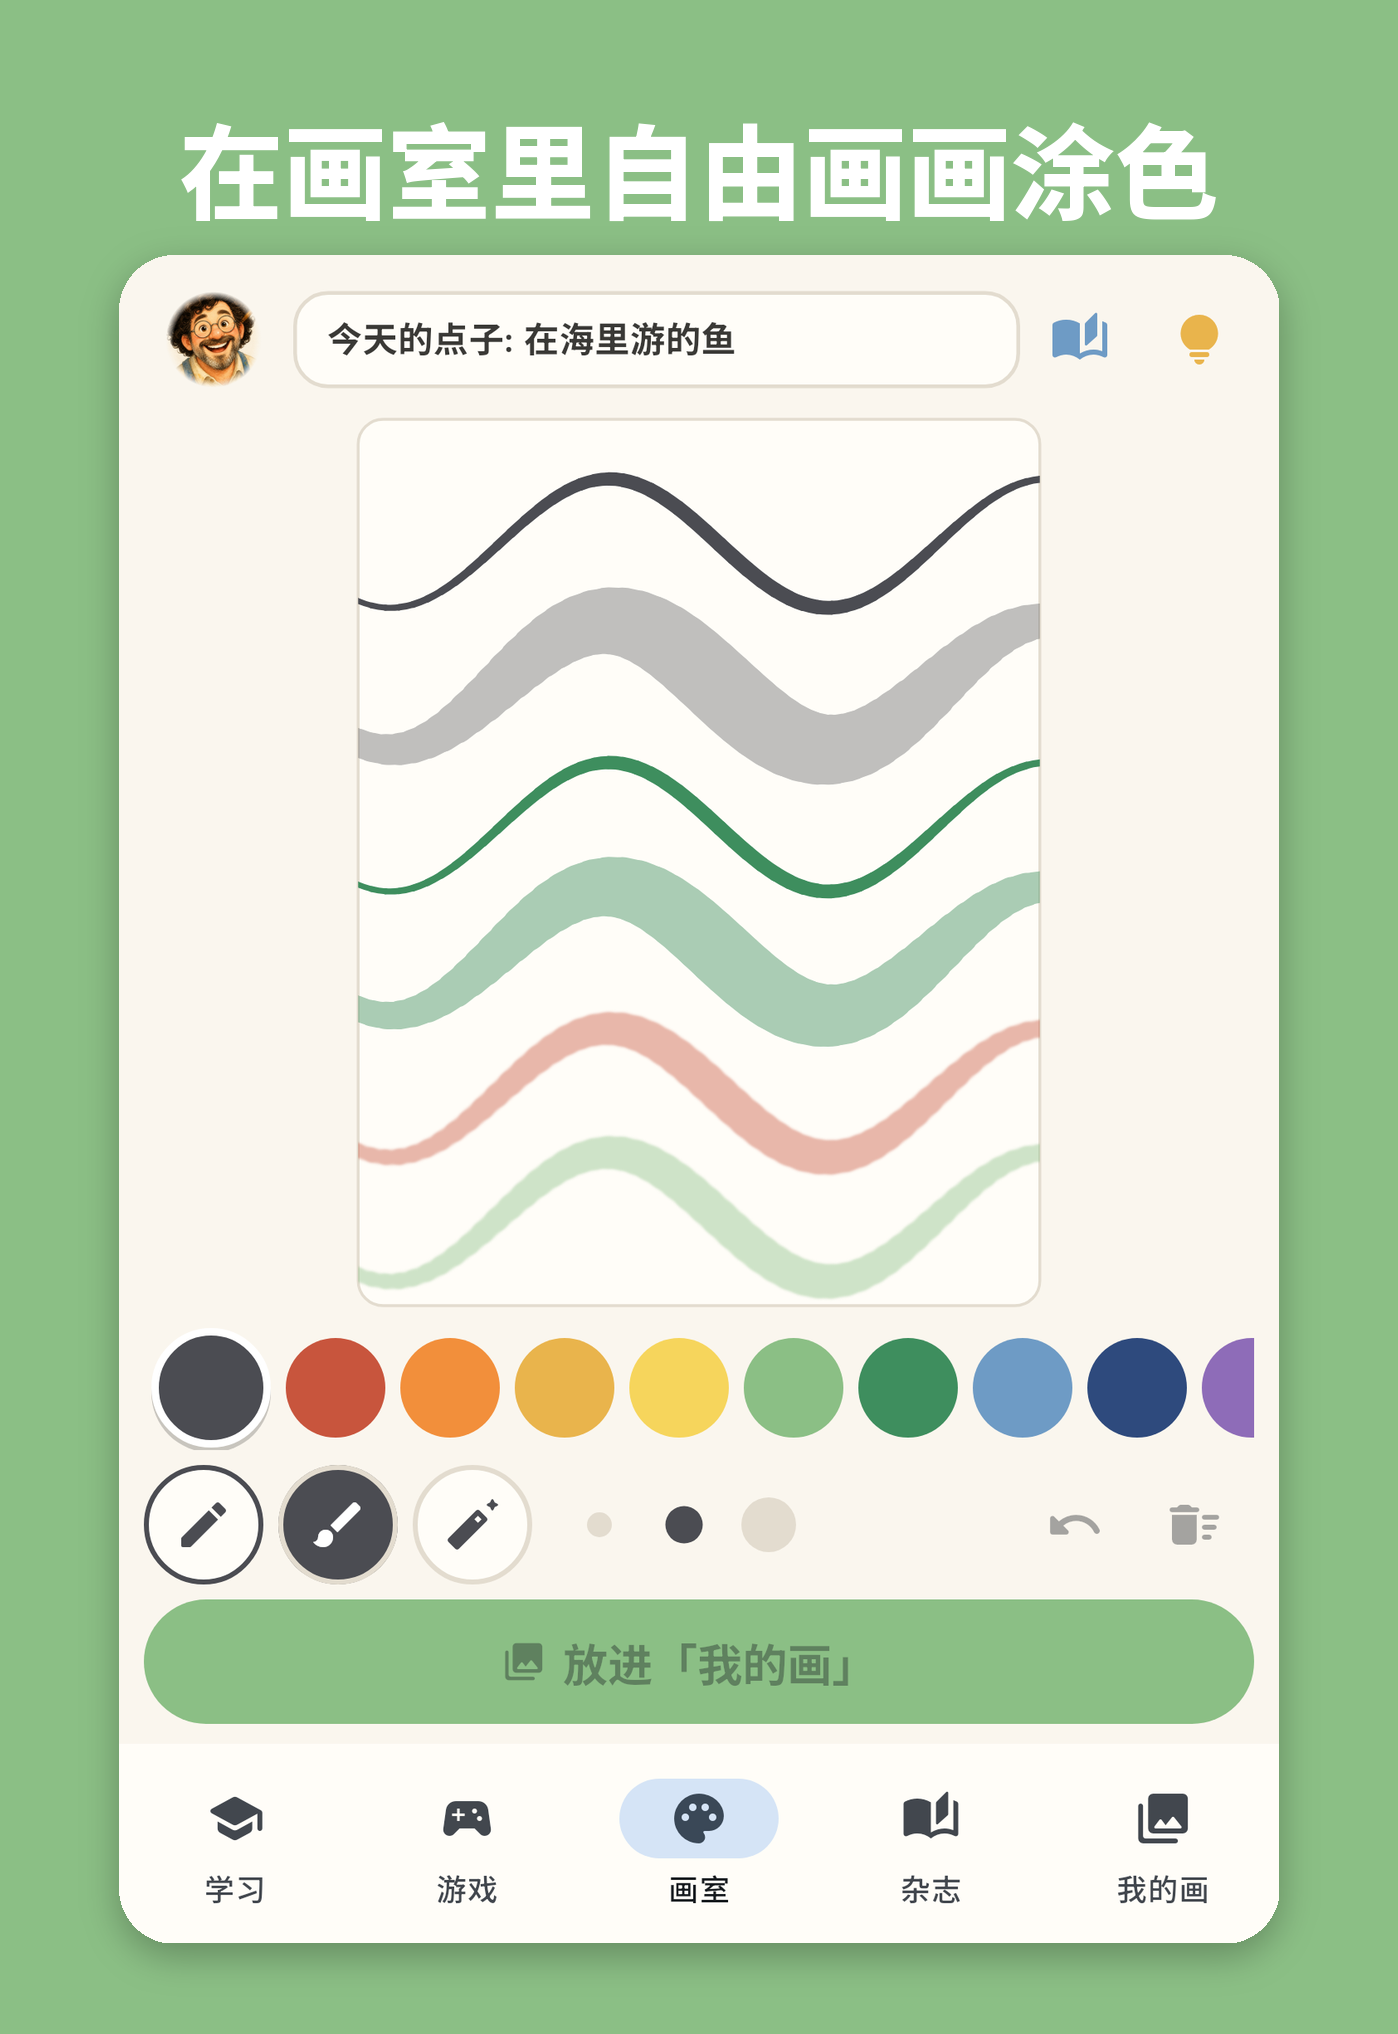 在画室里自由画画涂色
今天的点子: 在海里游的鱼
放进「我的画」
学习
游戏
画室
杂志
我的画